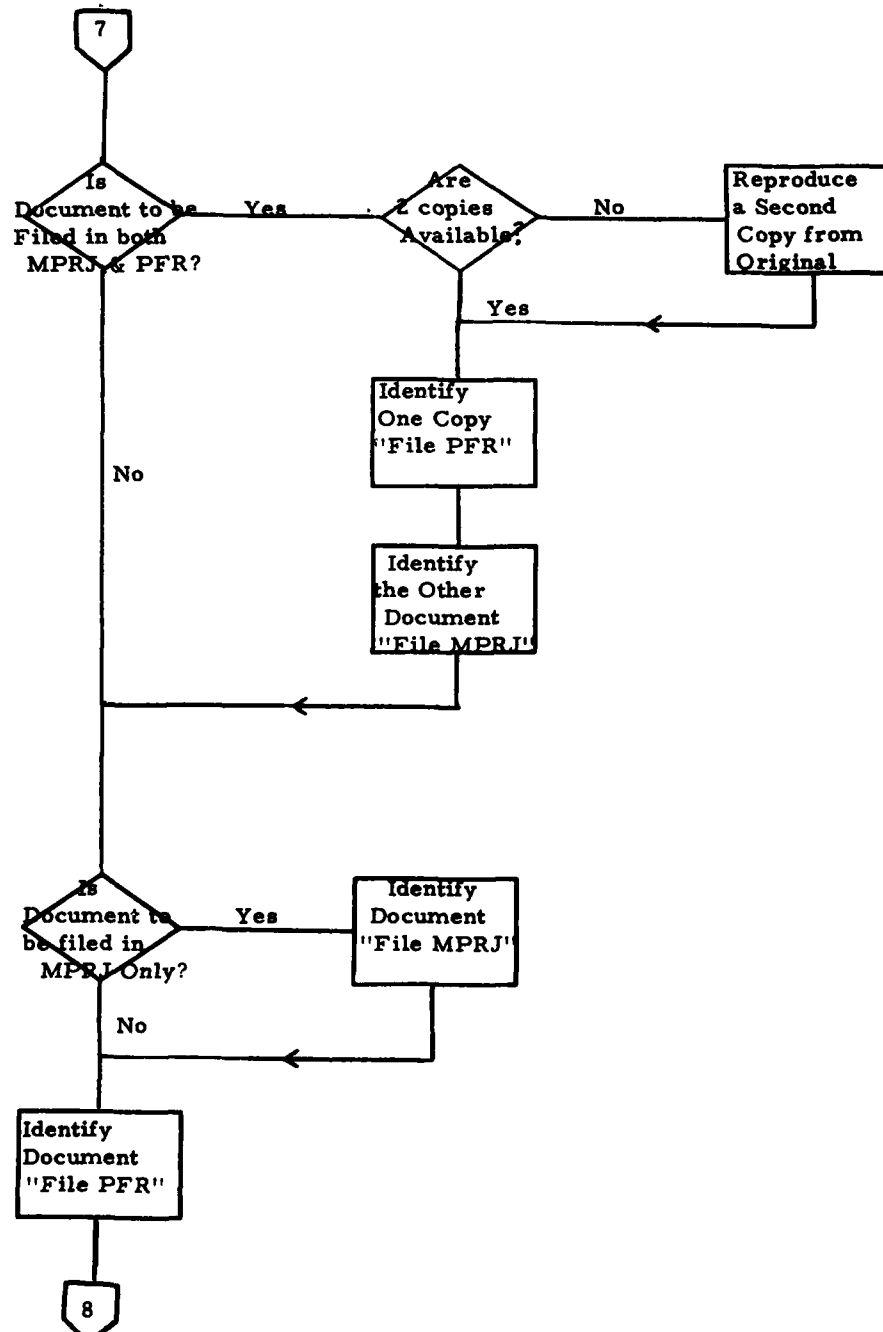 7
Is
Document to be
Filed in both
MPRJ & PFR?
Yes
Are
2 copies
Available?
No
Reproduce
a Second
Copy from
Original
Yes
Identify
One Copy
"File PFR"
No
Identify
the Other
Document
"File MPRJ"
Is
Document to
be filed in
MPRJ Only?
Yes
Identify
Document
"File MPRJ"
No
Identify
Document
"File PFR"
8